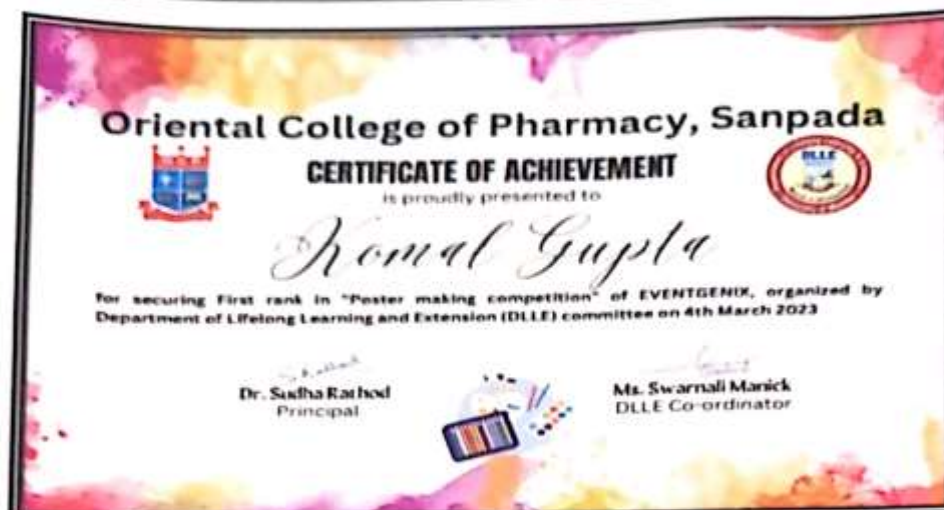 Oriental College of Pharmacy, Sanpada
CERTIFICATE OF ACHIEVEMENT
DLLE
is proudly presented to
Komal Gupta
for securing First rank in "Poster making competition" of EVENTGENIX, organized by
Department of Lifelong Learning and Extension (DLLE) committee on 4th March 2023
Dr. Sudha Rathod
Principal
Ms. Swarnali Manick
DLLE Co-ordinator